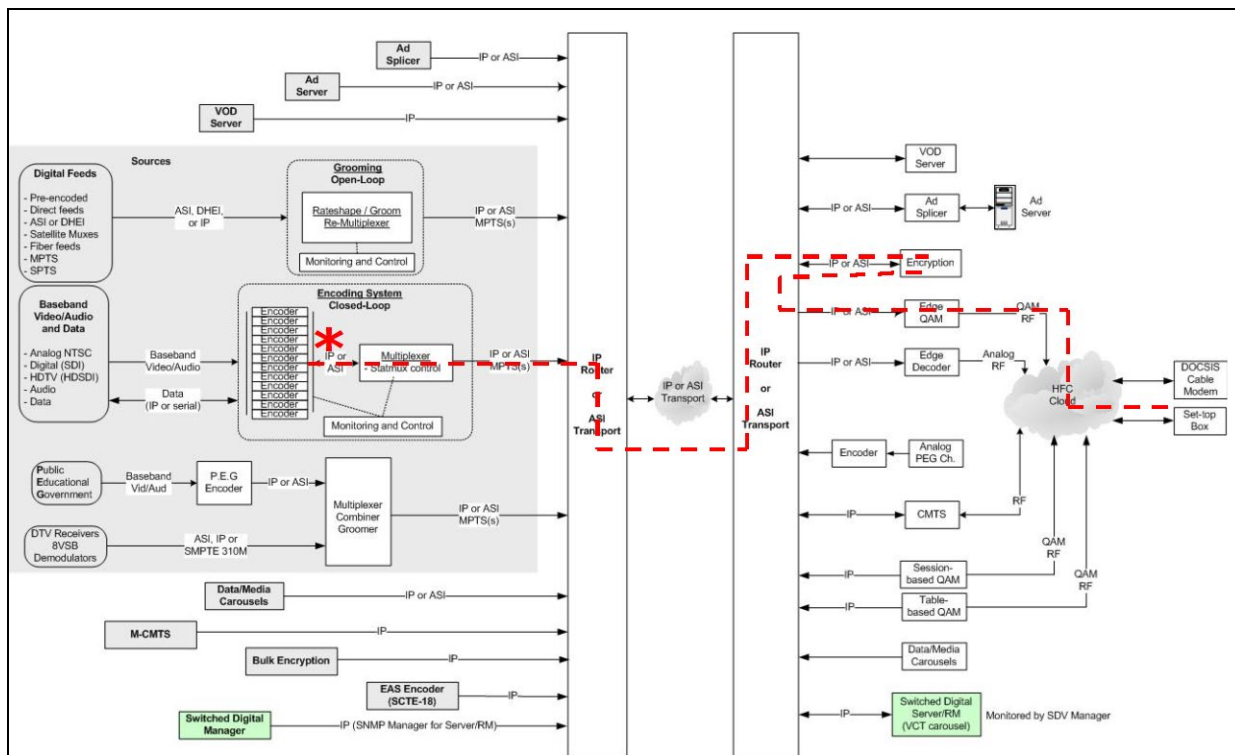 Ad
Splicer
IP or ASI
Ad
Server
IP or ASI
VOD
Server
IP
Sources
Digital Feeds
- Pre-encoded
- Direct feeds
- ASI or DHEI
- Satellite Muxes
- Fiber feeds
- MPTS
- SPTS
ASI, DHEI,
or IP
Grooming
Open-Loop
Rateshape / Groom
Re-Multiplexer
Monitoring and Control
IP or ASI
MPTS(s)
Baseband
Video/Audio
and Data
- Analog NTSC
- Digital (SDI)
- HDTV (HDSDI)
- Audio
- Data
Baseband
Video/Audio
Data
(IP or serial)
Encoding System
Closed-Loop
Encoder
Encoder
Encoder
Encoder
Encoder
Encoder
Encoder
Encoder
Encoder
Encoder
Encoder
Encoder
IP or
ASI
Multiplexer
- Statmux control
Monitoring and Control
IP or ASI
MPTS(s)
Public
Educational
Government
Baseband
Vid/Aud
P.E.G
Encoder
IP or ASI
DTV Receivers
8VSB
Demodulators
ASI, IP or
SMPTE 310M
Multiplexer
Combiner
Groomer
IP or ASI
MPTS(s)
Data/Media
Carousels
IP or ASI
M-CMTS
IP
Bulk Encryption
IP
EAS Encoder
(SCTE-18)
IP
Switched Digital
Manager
IP (SNMP Manager for Server/RM)
IP
Router
or
ASI
Transport
IP or ASI
Transport
IP
Router
or
ASI
Transport
VOD
Server
IP or ASI
Ad
Splicer
Ad
Server
IP or ASI
Encryption
IP or ASI
Edge
QAM
QAM
RF
IP or ASI
Edge
Decoder
Analog
RF
HFC
Cloud
DOCSIS
Cable
Modem
Set-top
Box
Encoder
Analog
PEG Ch.
IP
CMTS
RF
IP
Session-
based QAM
QAM
RF
IP
Table-
based QAM
QAM
RF
Data/Media
Carousels
IP
Switched Digital
Server/RM
(VCT carousel)
Monitored by SDV Manager